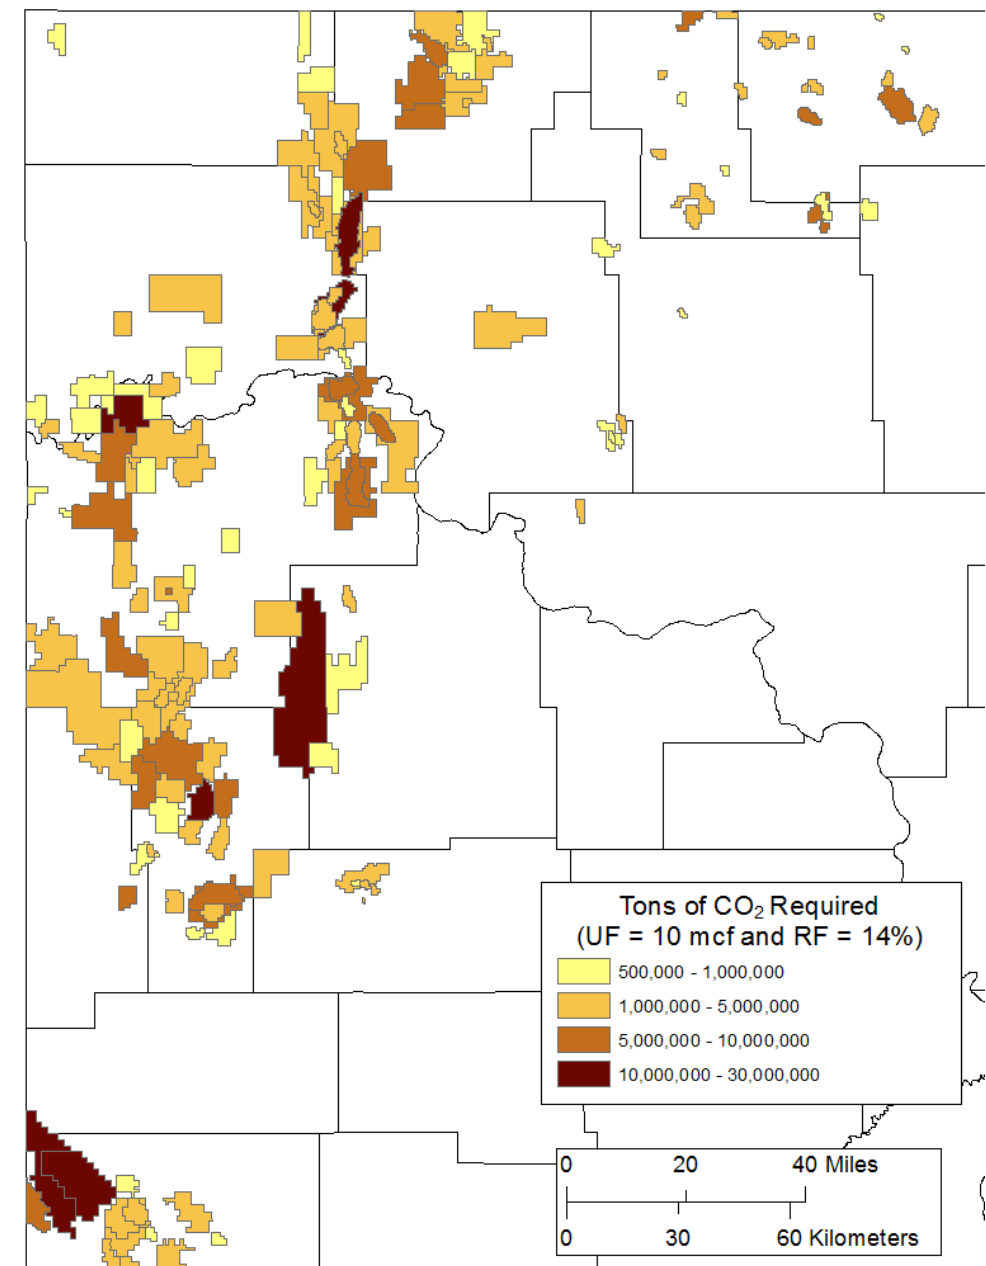 Tons of CO₂ Required
(UF = 10 mcf and RF = 14%)
500,000 - 1,000,000
1,000,000 - 5,000,000
5,000,000 - 10,000,000
10,000,000 - 30,000,000
0 20 40 Miles
0 30 60 Kilometers